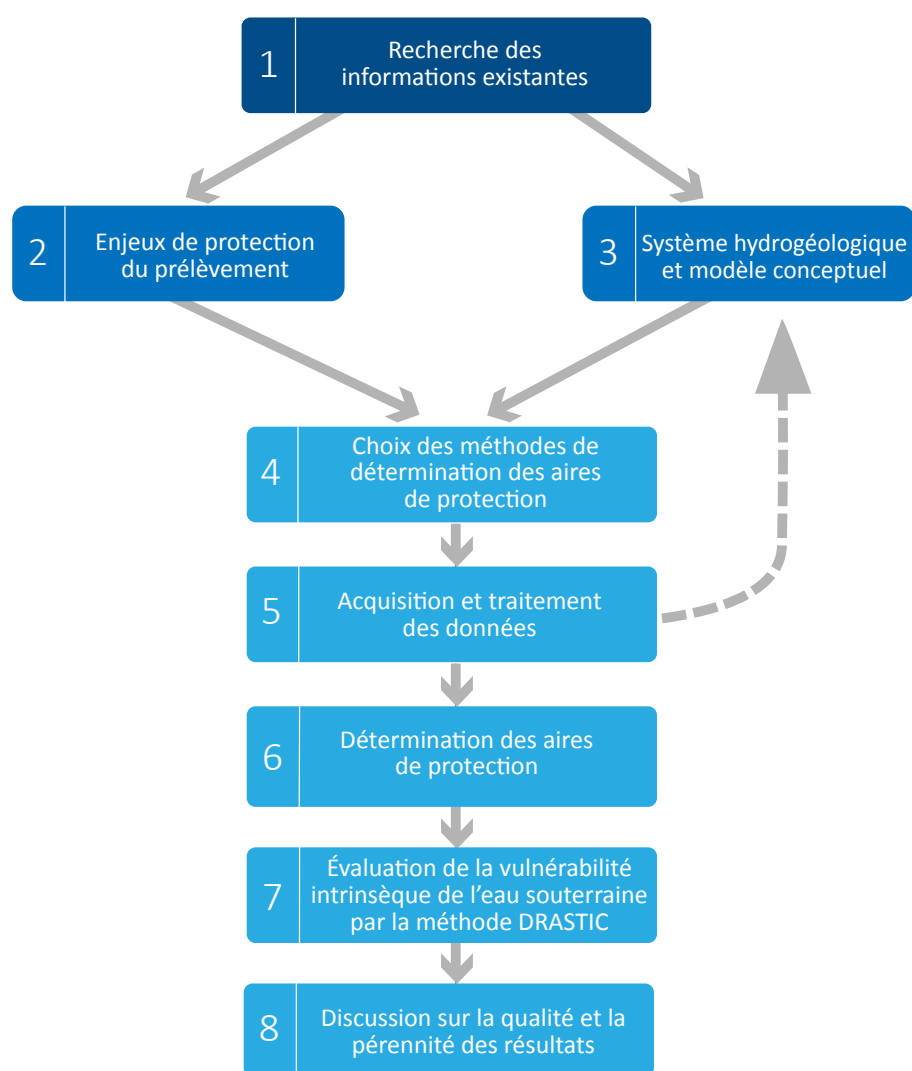 1
Recherche des
informations existantes
2
Enjeux de protection
du prélèvement
3
Système hydrogéologique
et modèle conceptuel
4
Choix des méthodes de
détermination des aires
de protection
5
Acquisition et traitement
des données
6
Détermination des aires
de protection
7
Évaluation de la vulnérabilité
intrinsèque de l’eau souterraine
par la méthode DRASTIC
8
Discussion sur la qualité et la
pérennité des résultats